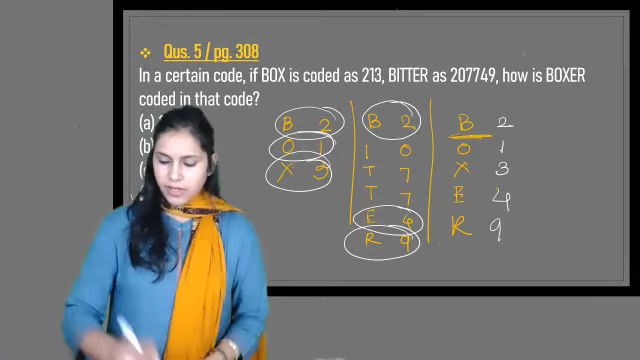 ❖ Qus. 5 / pg. 308
In a certain code, if BOX is coded as 213, BITTER as 207749, how is BOXER
coded in that code?
(a)
(b)
B 2
O 1
X 3
B 2
I 0
T 7
T 7
E 4
R 9
B 2
O 1
X 3
E 4
R 9